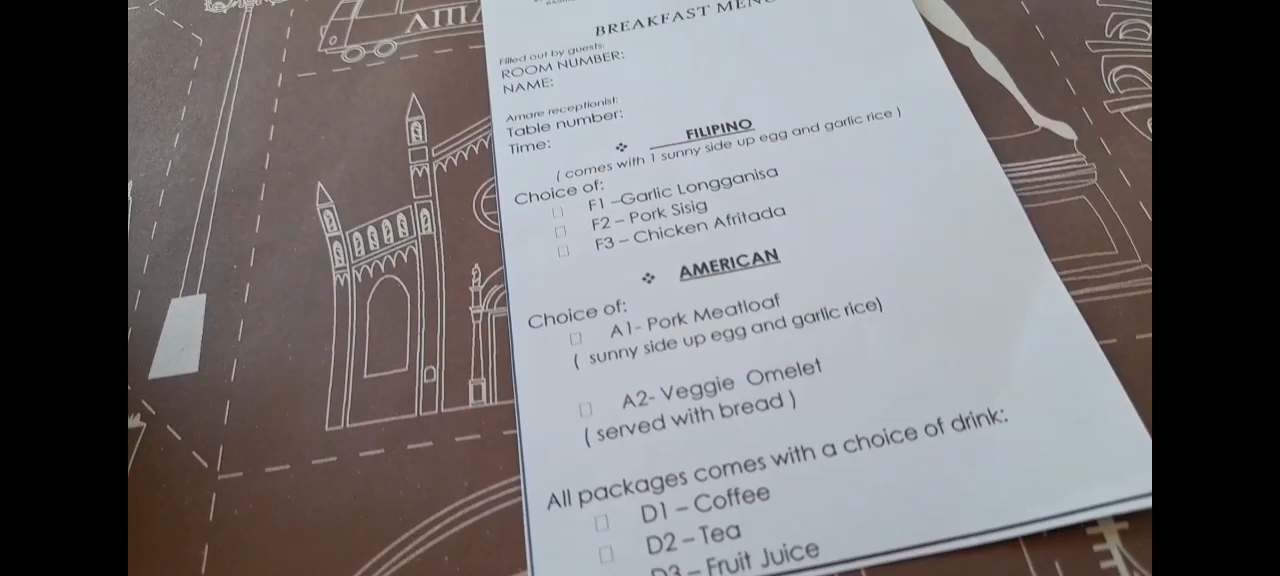 BREAKFAST MENU
Filled out by guests:
ROOM NUMBER:
NAME:
Amare receptionist:
Table number:
Time:
❖ FILIPINO
( comes with 1 sunny side up egg and garlic rice )
Choice of:
□ F1 –Garlic Longganisa
□ F2 – Pork Sisig
□ F3 – Chicken Afritada
❖ AMERICAN
Choice of:
□ A1- Pork Meatloaf
( sunny side up egg and garlic rice)
□ A2- Veggie Omelet
( served with bread )
All packages comes with a choice of drink:
□ D1 – Coffee
□ D2 – Tea
D3 – Fruit Juice